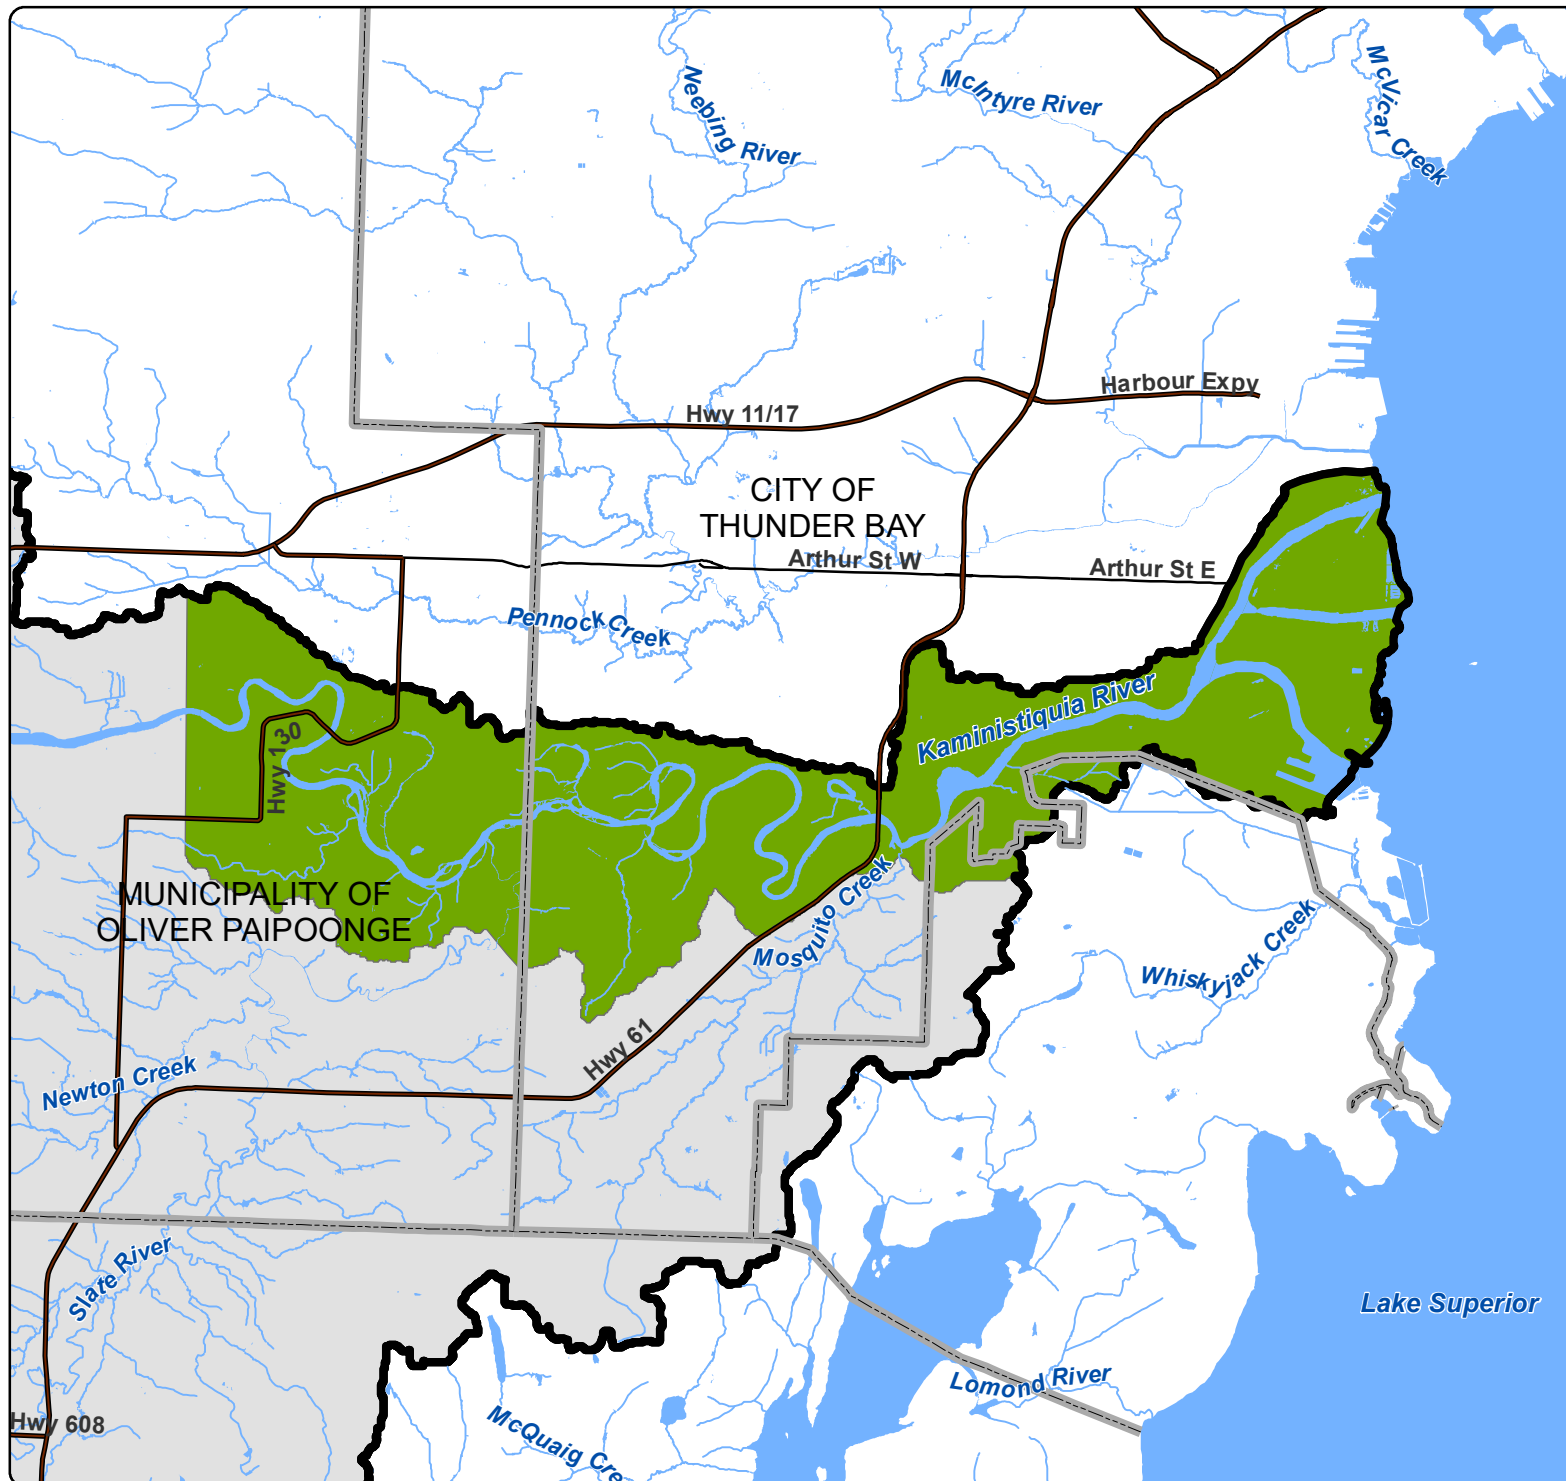 McVicar Creek
McIntyre River
Neebing River
Harbour Expy
Hwy 11/17
CITY OF
THUNDER BAY
Arthur St W
Arthur St E
Pennock Creek
Kaministiquia River
Hwy 130
MUNICIPALITY OF
OLIVER PAIPOONGE
Mosquito Creek
Whiskyjack Creek
Hwy 61
Newton Creek
Slate River
Lake Superior
Lomond River
Hwy 608
McQuaig Cre